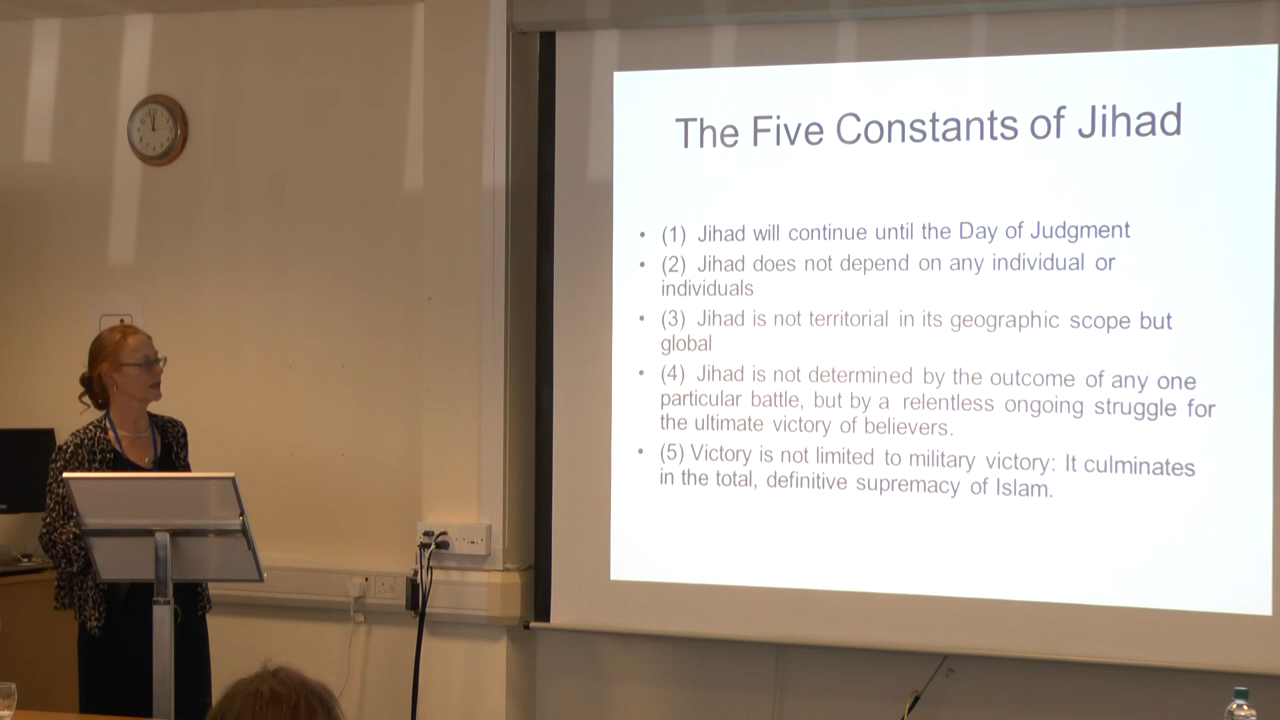 The Five Constants of Jihad
• (1) Jihad will continue until the Day of Judgment
• (2) Jihad does not depend on any individual or
individuals
• (3) Jihad is not territorial in its geographic scope but
global
• (4) Jihad is not determined by the outcome of any one
particular battle, but by a relentless ongoing struggle for
the ultimate victory of believers.
• (5) Victory is not limited to military victory: It culminates
in the total, definitive supremacy of Islam.